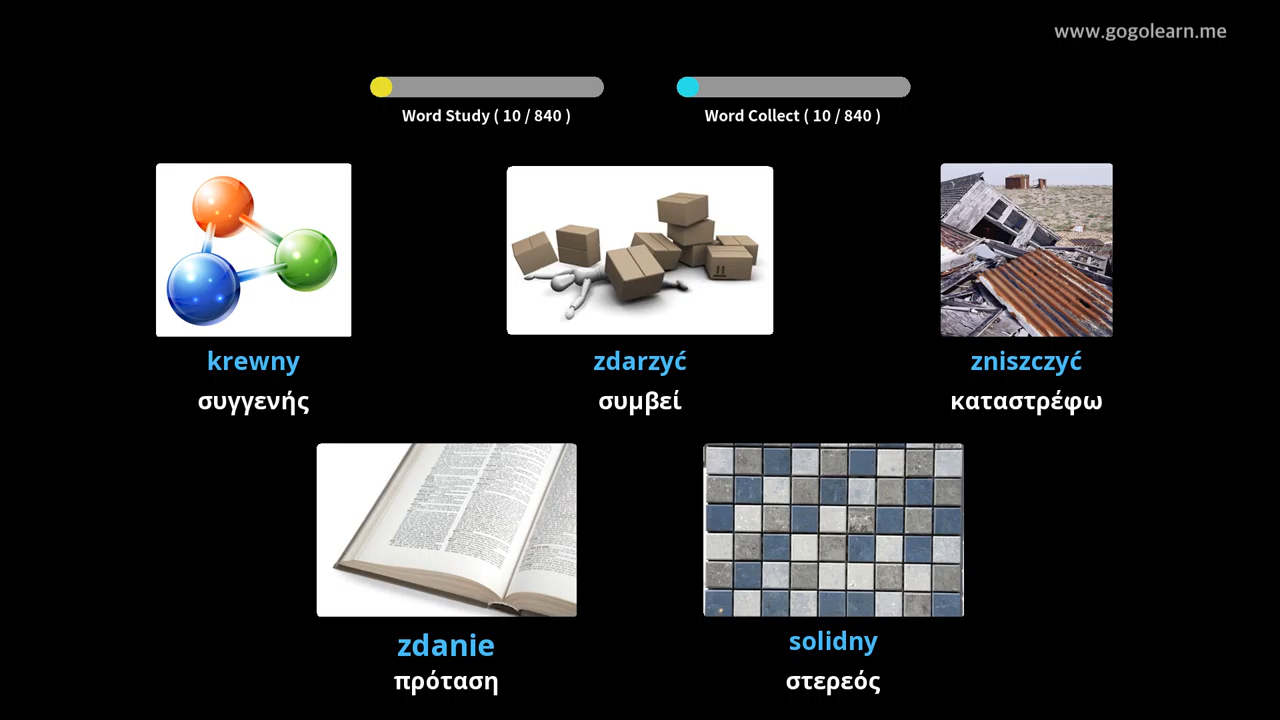 www.gogolearn.me
Word Study ( 10 / 840 )
Word Collect ( 10 / 840 )
krewny
συγγενής
zdarzyć
συμβεί
zniszczyć
καταστρέφω
zdanie
πρόταση
solidny
στερεός